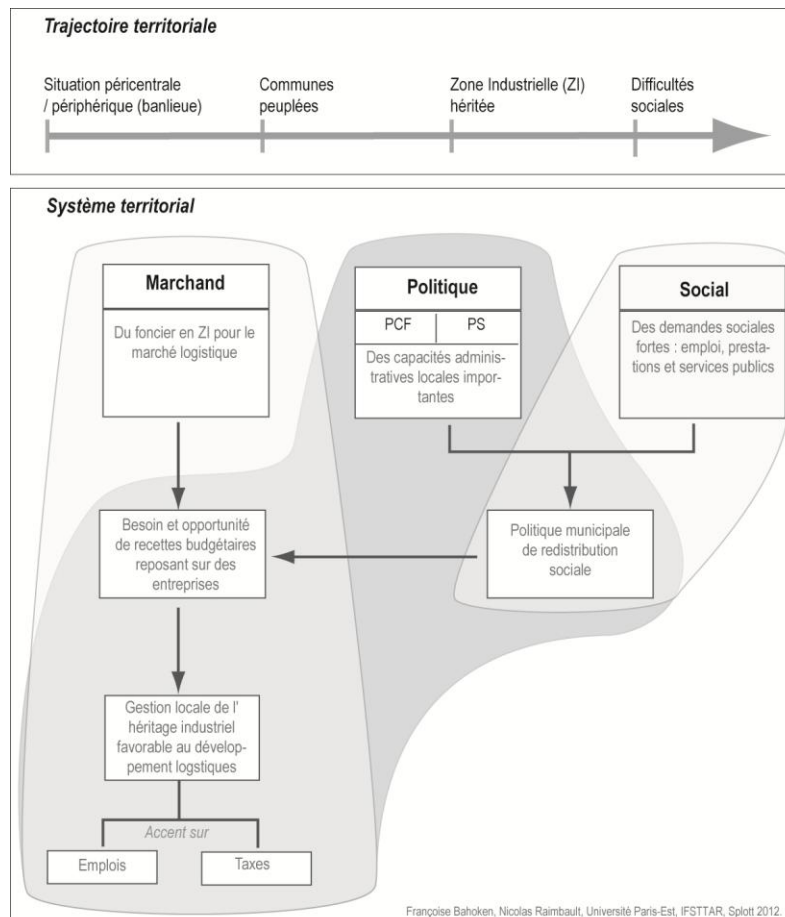 Trajectoire territoriale
Situation péricentrale
/ périphérique (banlieue)
Communes
peuplées
Zone Industrielle (ZI)
héritée
Difficultés
sociales
Système territorial
Marchand
Du foncier en ZI pour le
marché logistique
Politique
PCF
PS
Des capacités adminis-
tratives locales impor-
tantes
Social
Des demandes sociales
fortes : emploi, presta-
tions et services publics
Besoin et opportunité
de recettes budgétaires
reposant sur des
entreprises
Politique municipale
de redistribution
sociale
Gestion locale de l'
héritage industriel
favorable au dévelop-
pement logstiques
Accent sur
Emplois
Taxes
Françoise Bahoken, Nicolas Raimbault, Université Paris-Est, IFSTTAR, Splott 2012.